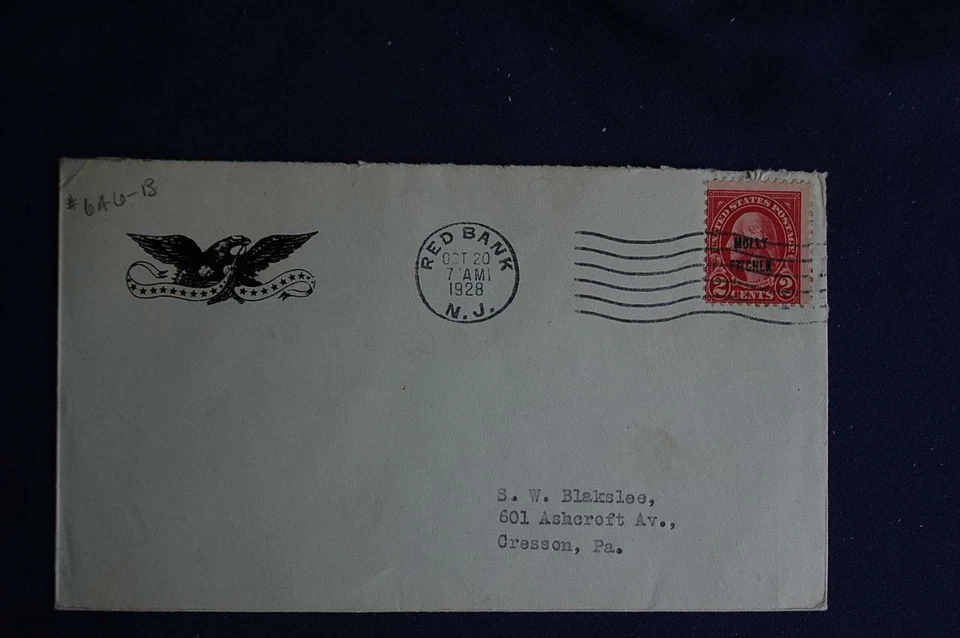 #6A-6-B
RED BANK
OCT 20
7 AM
1928
N.J.
UNITED STATES POSTAGE
MOLLY
PITCHER
2 CENTS 2
S. W. Blakslee,
601 Ashcroft Av.,
Cresson, Pa.